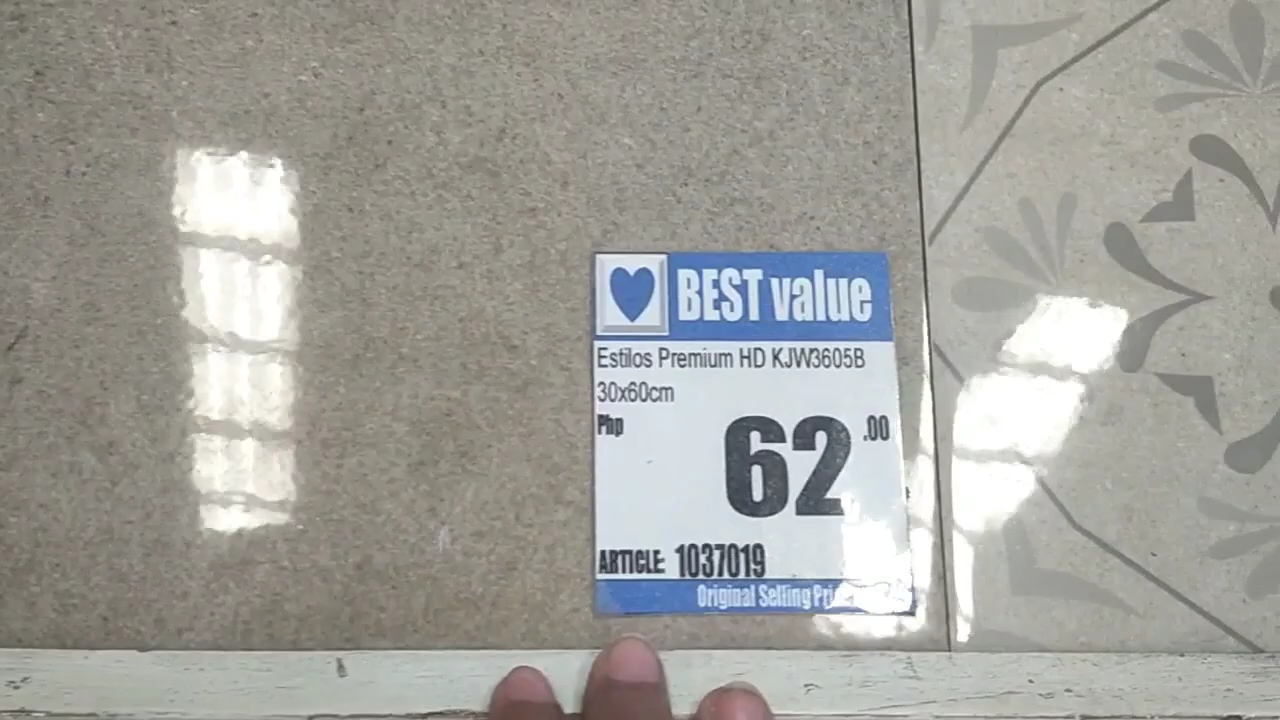 BEST value
Estilos Premium HD KJW3605B
30x60cm
Php
62.00
ARTICLE: 1037019
Original Selling